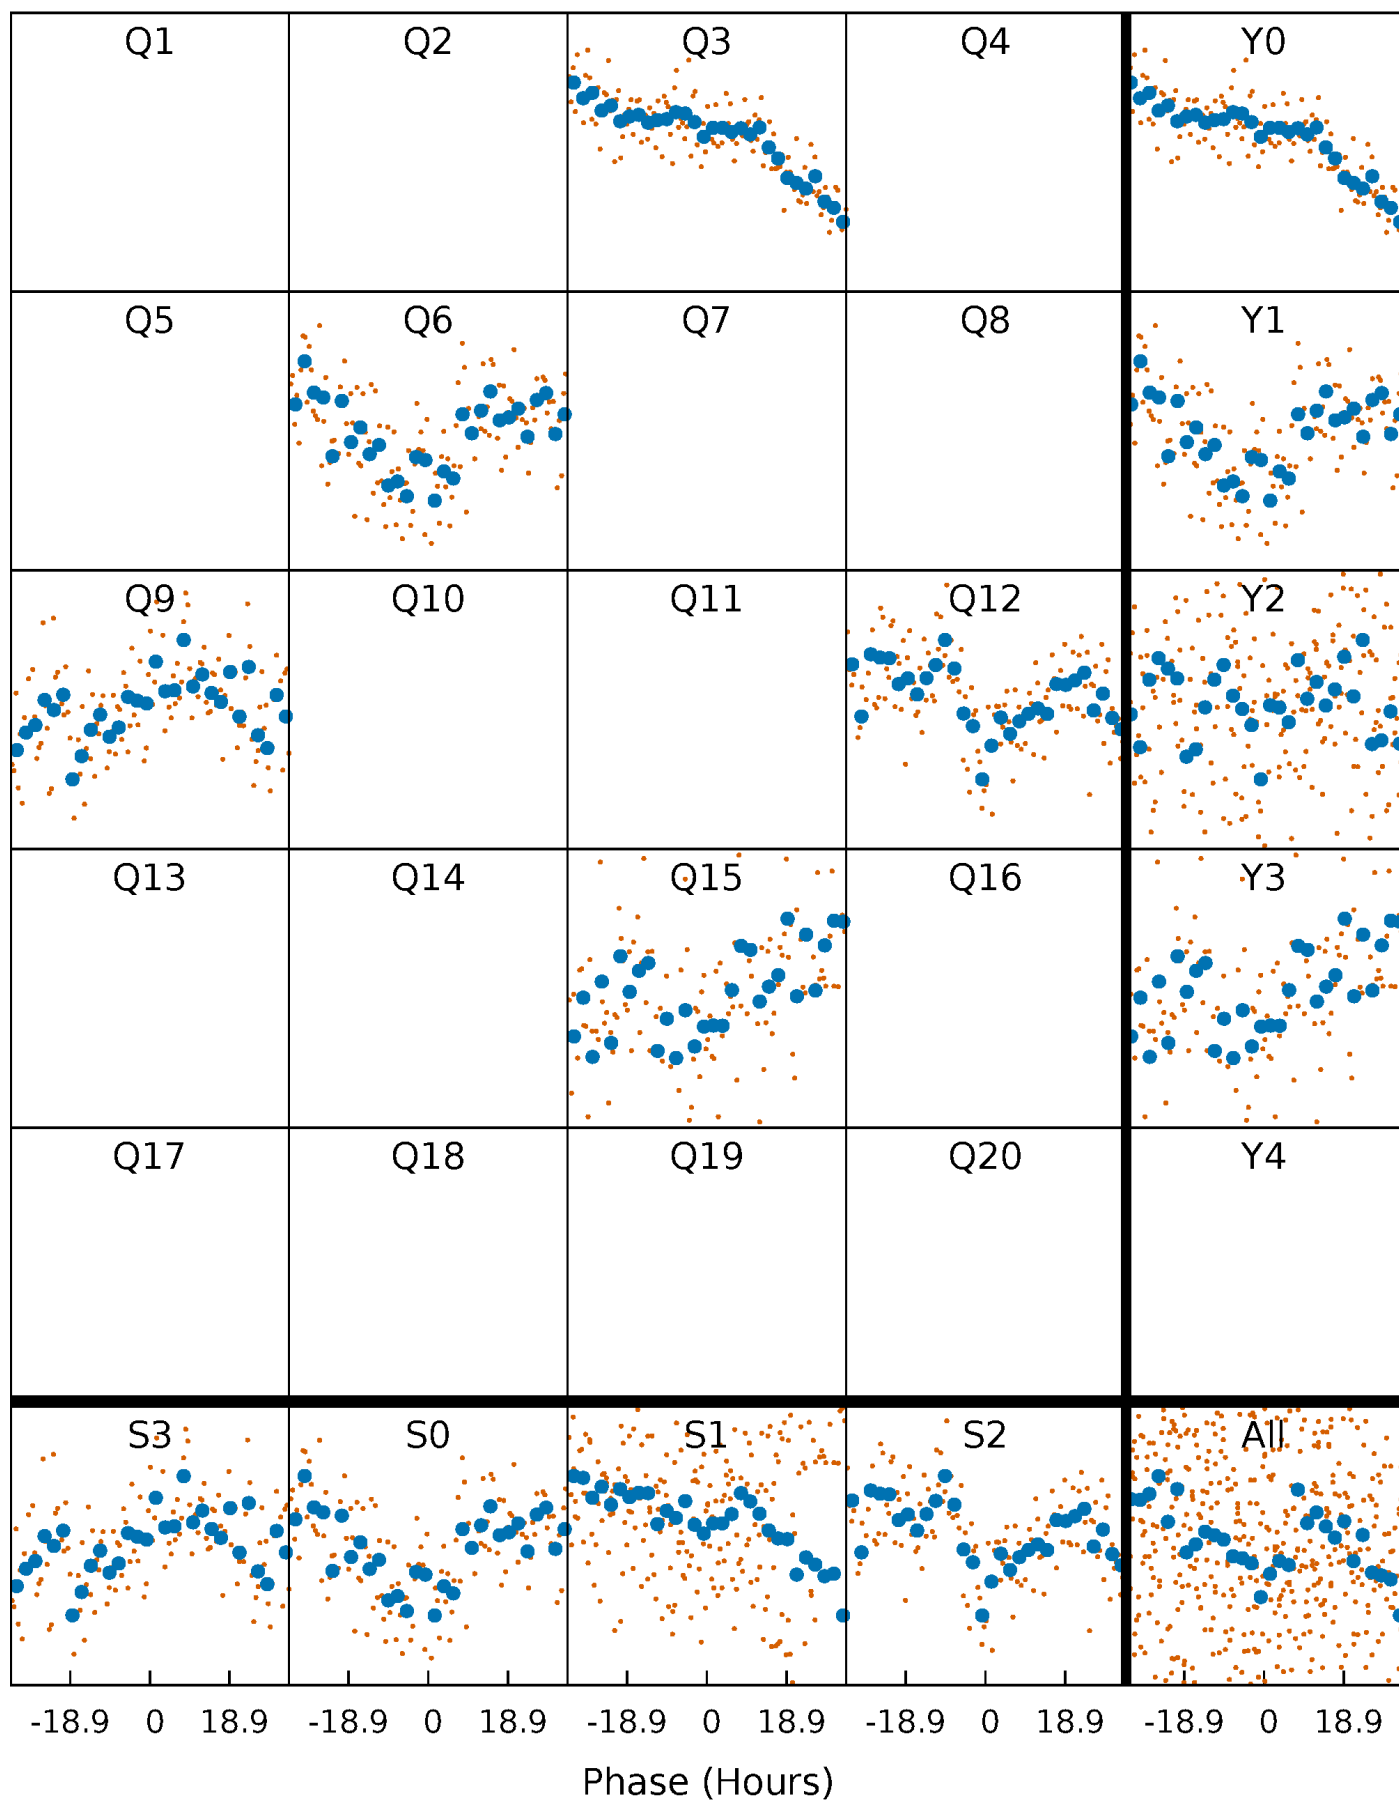 Q1 Q2 Q3 Q4 Y0
Q5 Q6 Q7 Q8 Y1
Q9 Q10 Q11 Q12 Y2
Q13 Q14 Q15 Q16 Y3
Q17 Q18 Q19 Q20 Y4
S3 S0 S1 S2 All
-18.9 0 18.9 -18.9 0 18.9 -18.9 0 18.9 -18.9 0 18.9 -18.9 0 18.9
Phase (Hours)